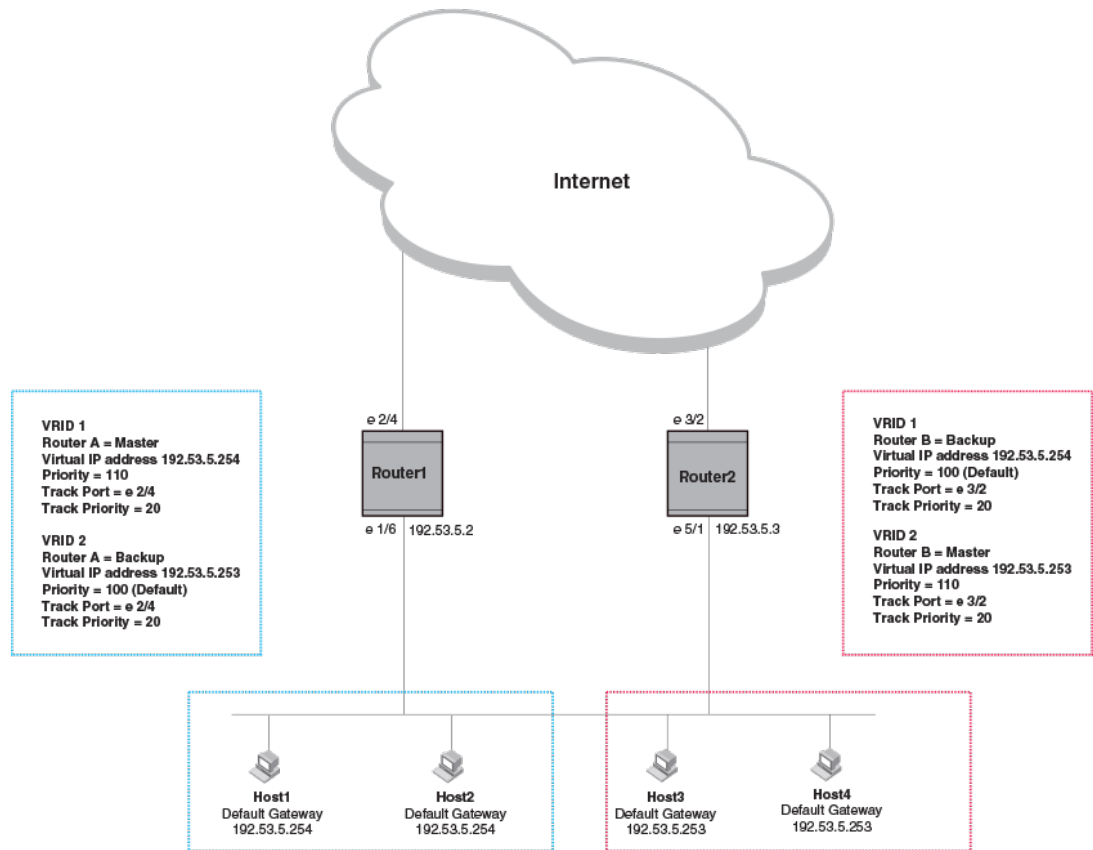 Internet
e 2/4
e 3/2
Router1
Router2
e 1/6
192.53.5.2
e 5/1
192.53.5.3
VRID 1
Router A = Master
Virtual IP address 192.53.5.254
Priority = 110
Track Port = e 2/4
Track Priority = 20
VRID 2
Router A = Backup
Virtual IP address 192.53.5.253
Priority = 100 (Default)
Track Port = e 2/4
Track Priority = 20
VRID 1
Router B = Backup
Virtual IP address 192.53.5.254
Priority = 100 (Default)
Track Port = e 3/2
Track Priority = 20
VRID 2
Router B = Master
Virtual IP address 192.53.5.253
Priority = 110
Track Port = e 3/2
Track Priority = 20
Host1
Default Gateway
192.53.5.254
Host2
Default Gateway
192.53.5.254
Host3
Default Gateway
192.53.5.253
Host4
Default Gateway
192.53.5.253